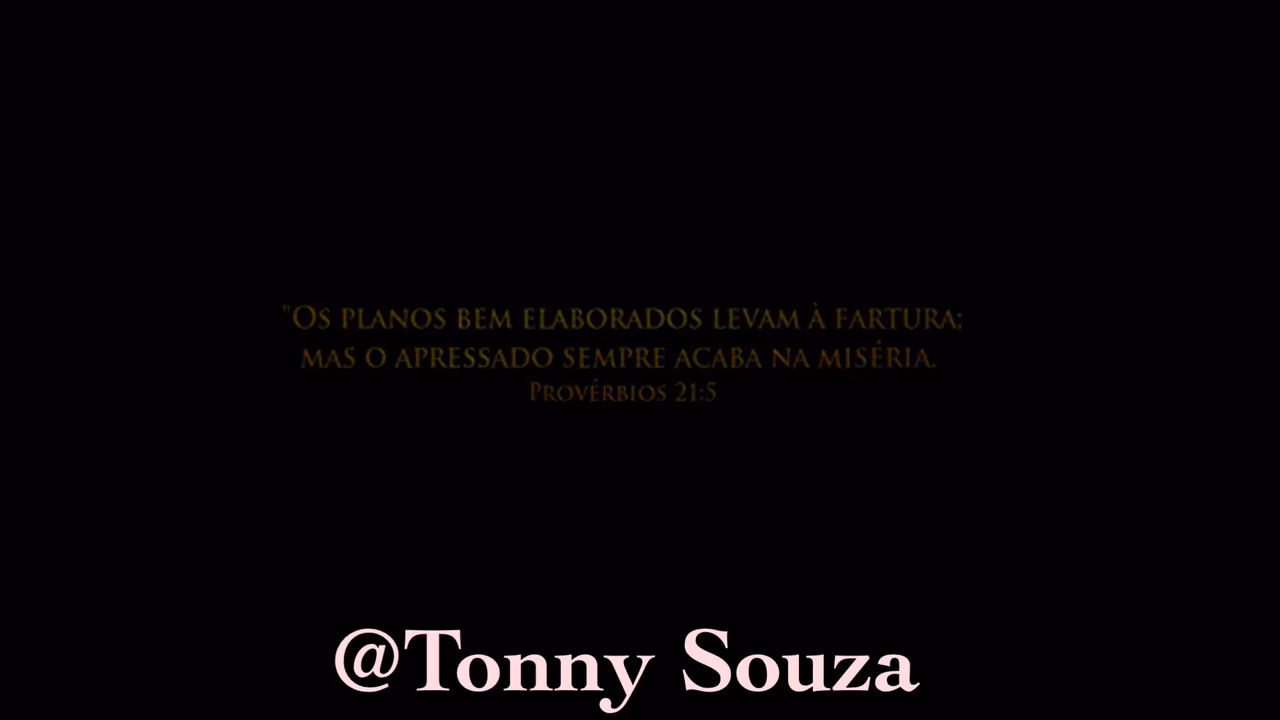 "Os planos bem elaborados levam à fartura;
mas o apressado sempre acaba na miséria.
Provérbios 21:5
@Tonny Souza